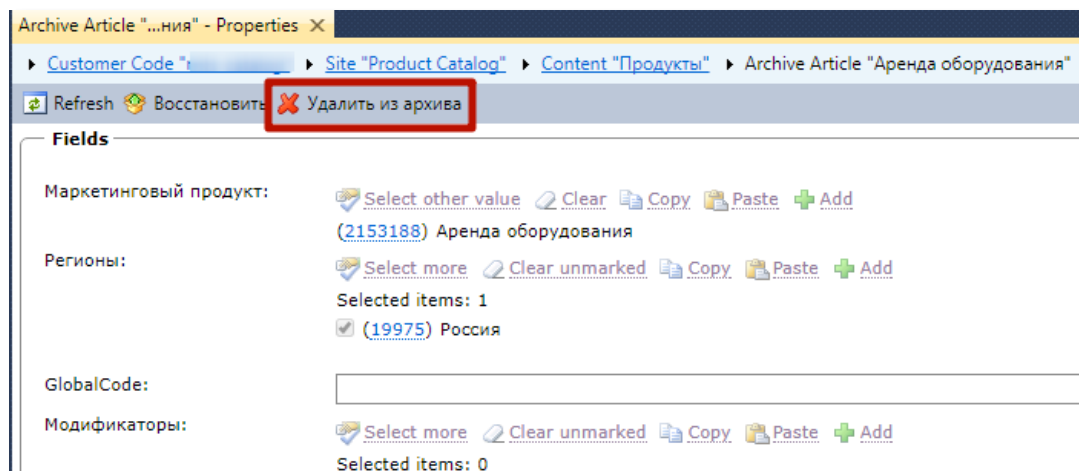 Archive Article "...ния" - Properties
Customer Code " Site "Product Catalog" Content "Продукты" Archive Article "Аренда оборудования"
Refresh Восстановить Удалить из архива
Fields
Маркетинговый продукт: Select other value Clear Copy Paste Add
(2153188) Аренда оборудования
Регионы: Select more Clear unmarked Copy Paste Add
Selected items: 1
(19975) Россия
GlobalCode:
Модификаторы: Select more Clear unmarked Copy Paste Add
Selected items: 0